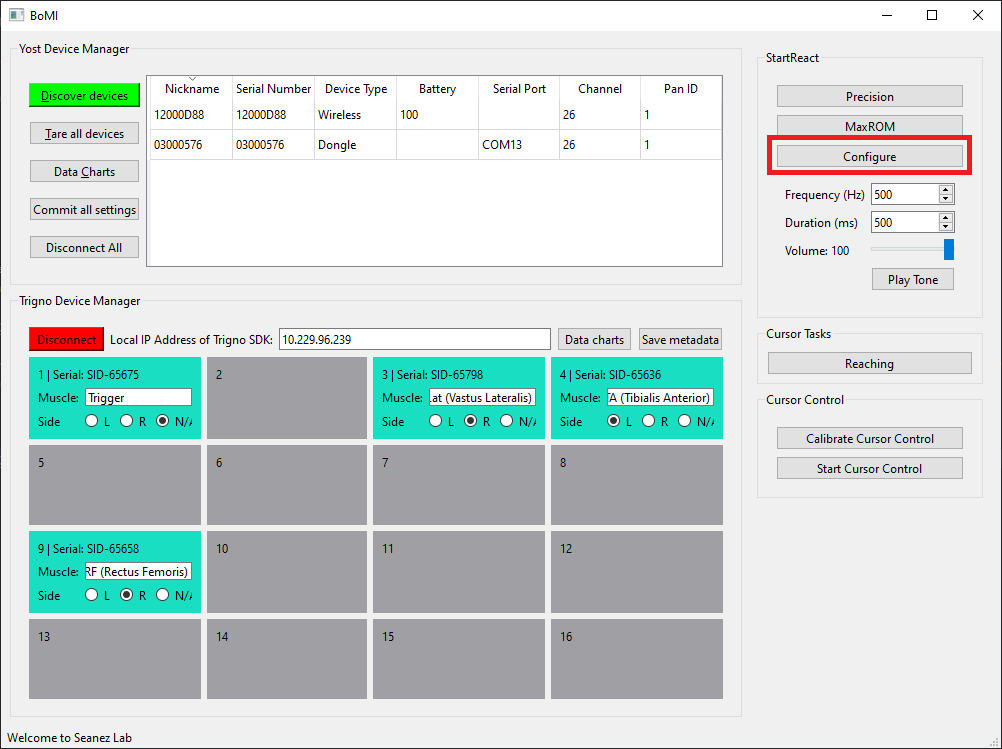 BoMI
Yost Device Manager
Discover devices
Tare all devices
Data Charts
Commit all settings
Disconnect All
Nickname Serial Number Device Type Battery Serial Port Channel Pan ID
12000D88 12000D88 Wireless 100 26 1
03000576 03000576 Dongle COM13 26 1
Trigno Device Manager
Disconnect Local IP Address of Trigno SDK: 10.229.96.239 Data charts Save metadata
1 | Serial: SID-65675
Muscle: Trigger
Side L R N/A
2
3 | Serial: SID-65798
Muscle: .at (Vastus Lateralis)
Side L R N/A
4 | Serial: SID-65636
Muscle: TA (Tibialis Anterior)
Side L R N/A
5
6
7
8
9 | Serial: SID-65658
Muscle: RF (Rectus Femoris)
Side L R N/A
10
11
12
13
14
15
16
StartReact
Precision
MaxROM
Configure
Frequency (Hz) 500
Duration (ms) 500
Volume: 100
Play Tone
Cursor Tasks
Reaching
Cursor Control
Calibrate Cursor Control
Start Cursor Control
Welcome to Seanez Lab